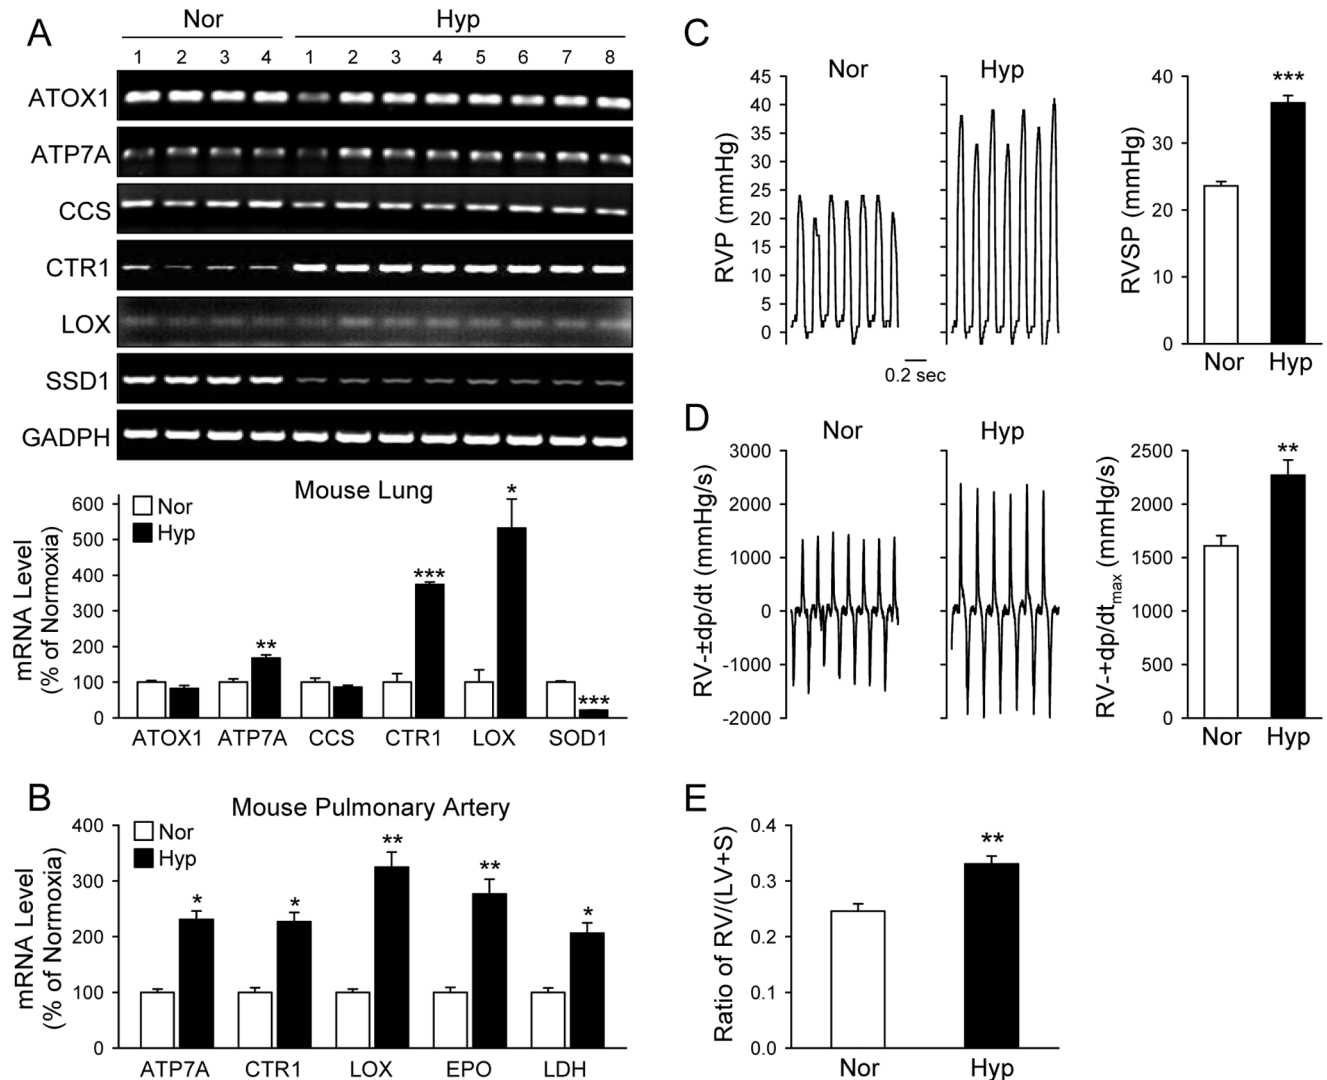 A
Nor
Hyp
1 2 3 4 1 2 3 4 5 6 7 8
ATOX1
ATP7A
CCS
CTR1
LOX
SSD1
GADPH
Mouse Lung
Nor
Hyp
mRNA Level
(% of Normoxia)
600
500
400
300
200
100
0
**
***
*
***
ATOX1 ATP7A CCS CTR1 LOX SOD1
B
Mouse Pulmonary Artery
Nor
Hyp
mRNA Level
(% of Normoxia)
400
300
200
100
0
*
*
**
**
*
ATP7A CTR1 LOX EPO LDH
C
Nor
Hyp
RVP (mmHg)
45
40
35
30
25
20
15
10
5
0
0.2 sec
RVSP (mmHg)
40
30
20
10
0
***
Nor Hyp
D
Nor
Hyp
RV-±dp/dt (mmHg/s)
3000
2000
1000
0
-1000
-2000
RV-+dp/dtmax (mmHg/s)
2500
2000
1500
1000
500
0
**
Nor Hyp
E
Ratio of RV/(LV+S)
0.4
0.3
0.2
0.1
0.0
**
Nor Hyp